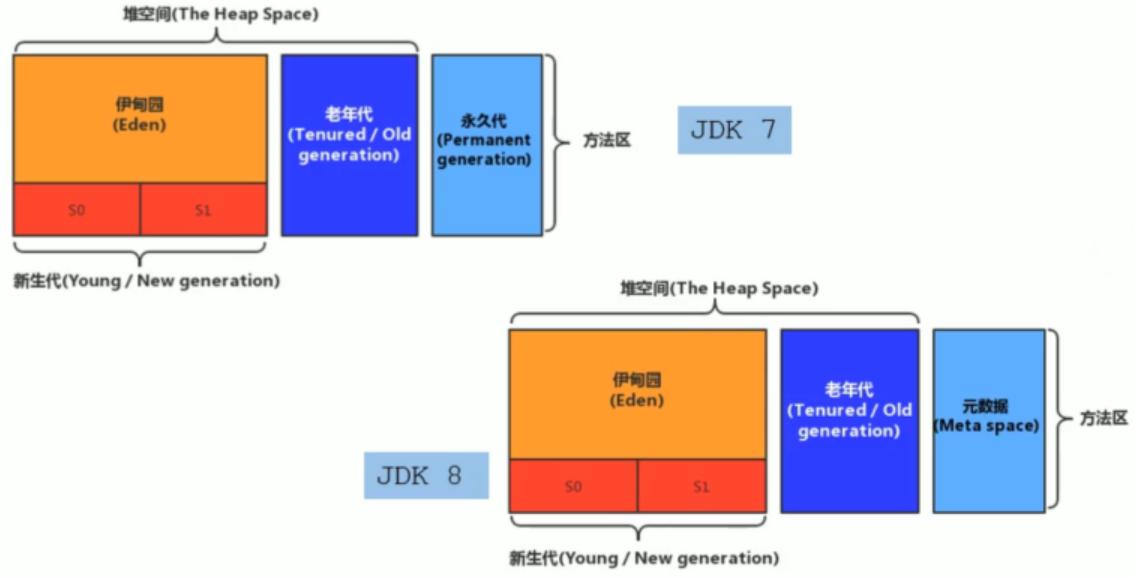 堆空间(The Heap Space)
伊甸园
(Eden)
老年代
(Tenured / Old
generation)
永久代
(Permanent
generation)
方法区
JDK 7
S0
S1
新生代(Young / New generation)
堆空间(The Heap Space)
伊甸园
(Eden)
老年代
(Tenured / Old
generation)
元数据
(Meta space)
方法区
JDK 8
S0
S1
新生代(Young / New generation)